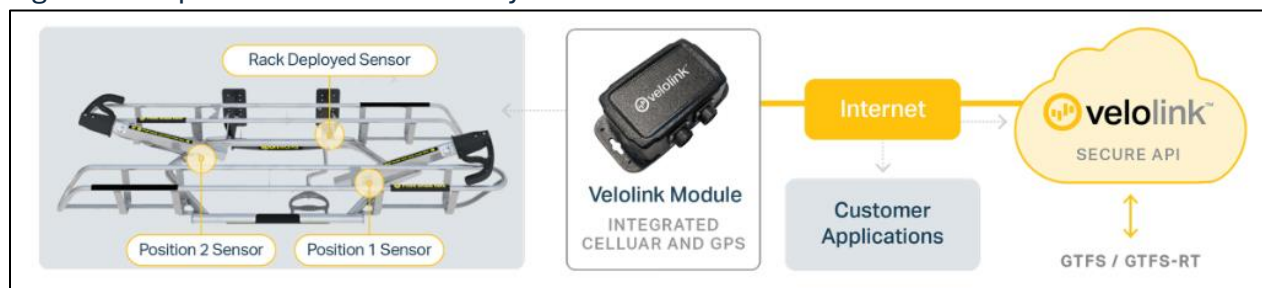 Rack Deployed Sensor
Position 2 Sensor
Position 1 Sensor
velolink
Velolink Module
INTEGRATED
CELLUAR AND GPS
Internet
Customer
Applications
velolink™
SECURE API
GTFS / GTFS-RT